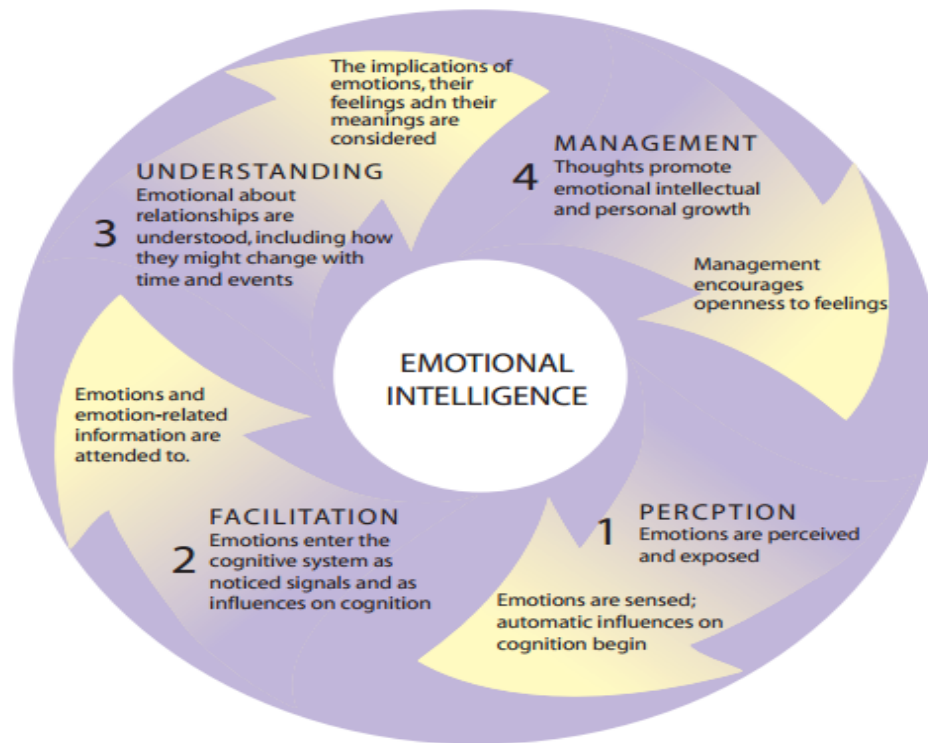 The implications of
emotions, their
feelings adn their
meanings are
considered
UNDERSTANDING
3
Emotional about
relationships are
understood, including how
they might change with
time and events
MANAGEMENT
4
Thoughts promote
emotional intellectual
and personal growth
Management
encourages
openness to feelings
EMOTIONAL
INTELLIGENCE
Emotions and
emotion-related
information are
attended to.
FACILITATION
2
Emotions enter the
cognitive system as
noticed signals and as
influences on cognition
PERCPTION
1
Emotions are perceived
and exposed
Emotions are sensed;
automatic influences on
cognition begin